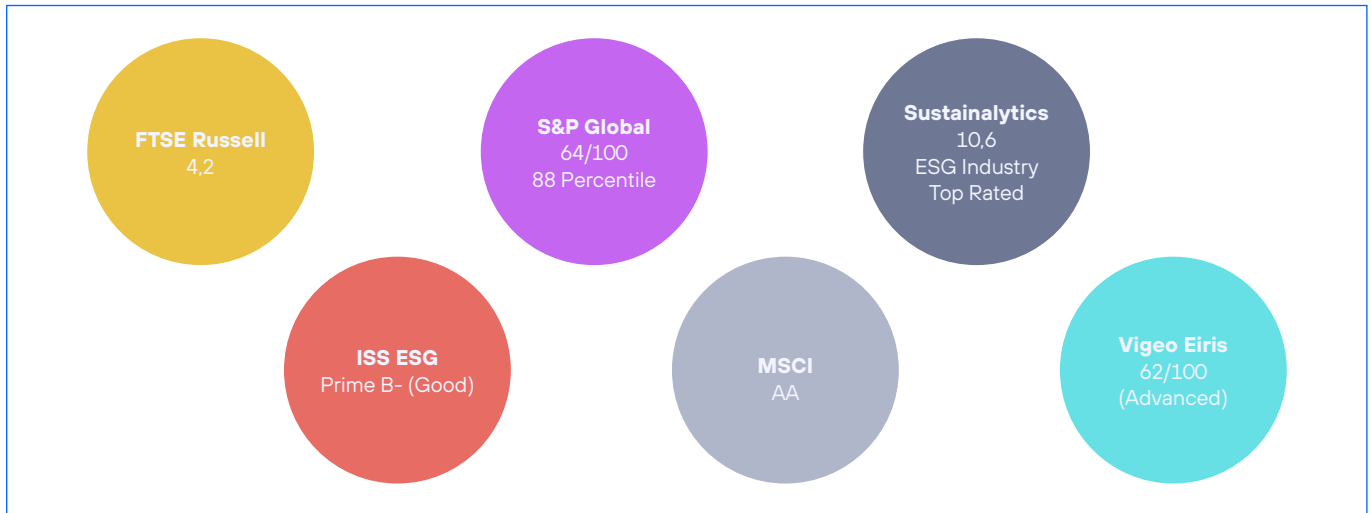 FTSE Russell
4,2
S&P Global
64/100
88 Percentile
Sustainalytics
10,6
ESG Industry
Top Rated
ISS ESG
Prime B- (Good)
MSCI
AA
Vigeo Eiris
62/100
(Advanced)